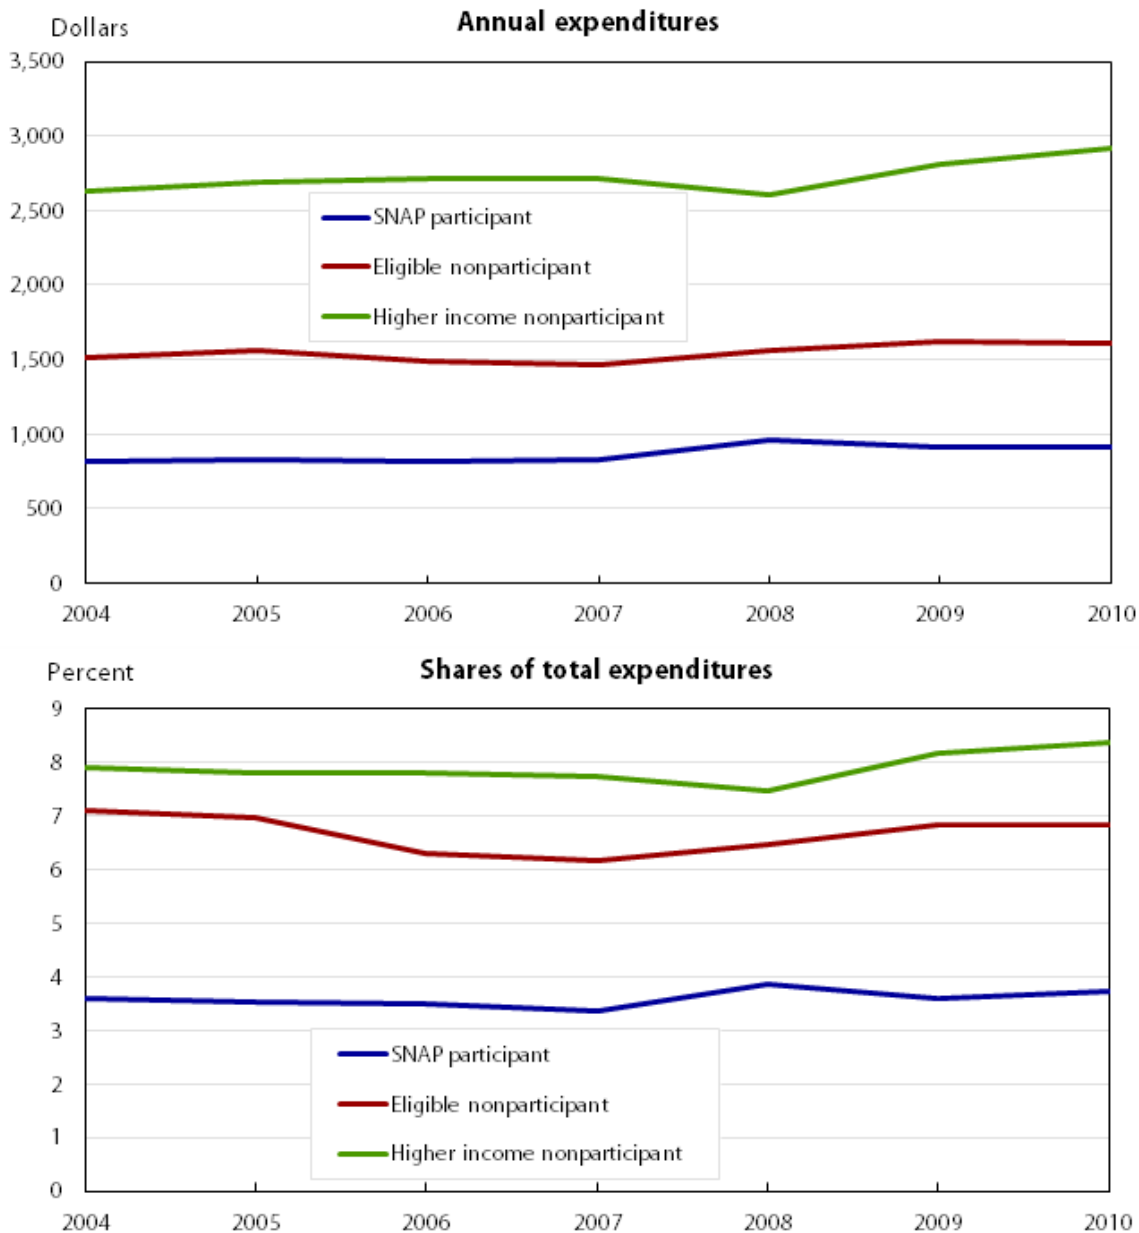 Annual expenditures
Dollars
3,500
3,000
2,500
2,000
1,500
1,000
500
0
SNAP participant
Eligible nonparticipant
Higher income nonparticipant
2004 2005 2006 2007 2008 2009 2010
Shares of total expenditures
Percent
9
8
7
6
5
4
3
2
1
0
SNAP participant
Eligible nonparticipant
Higher income nonparticipant
2004 2005 2006 2007 2008 2009 2010